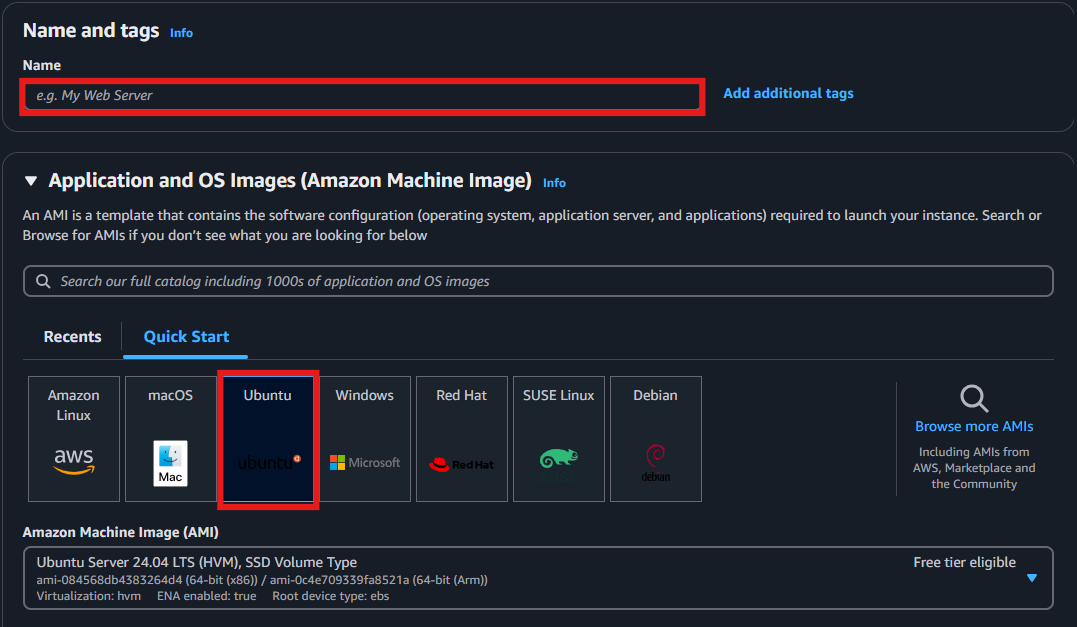 Name and tags Info
Name
e.g. My Web Server
Add additional tags
Application and OS Images (Amazon Machine Image) Info
An AMI is a template that contains the software configuration (operating system, application server, and applications) required to launch your instance. Search or
Browse for AMIs if you don't see what you are looking for below
Search our full catalog including 1000s of application and OS images
Recents
Quick Start
Amazon
Linux
aws
macOS
Mac
Ubuntu
ubuntu
Windows
Microsoft
Red Hat
Red Hat
SUSE Linux
Debian
debian
Browse more AMIs
Including AMIs from
AWS, Marketplace and
the Community
Amazon Machine Image (AMI)
Ubuntu Server 24.04 LTS (HVM), SSD Volume Type
Free tier eligible
ami-084568db4383264d4 (64-bit (x86)) / ami-0c4e709339fa8521a (64-bit (Arm))
Virtualization: hvm ENA enabled: true Root device type: ebs